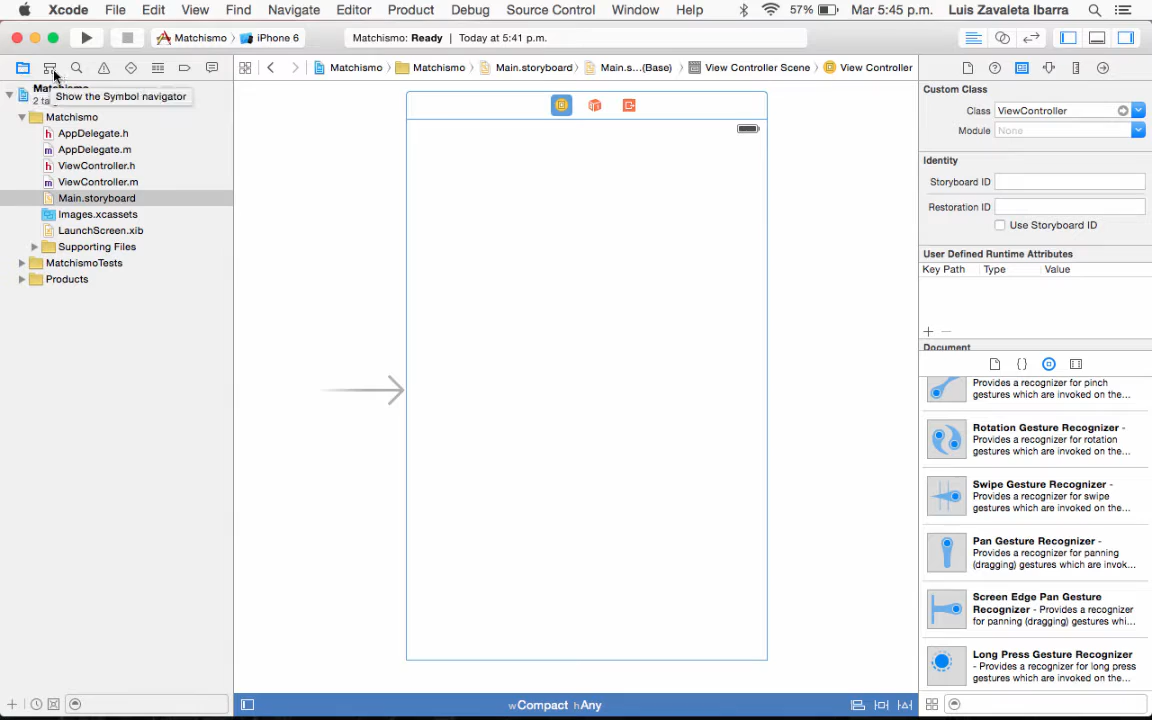 Xcode File Edit View Find Navigate Editor Product Debug Source Control Window Help 57% Mar 5:45 p.m. Luis Zavaleta Ibarra
Matchismo iPhone 6 Matchismo: Ready Today at 5:41 p.m.
Matchismo Matchismo Main.storyboard Main.s...(Base) View Controller Scene View Controller
Show the Symbol navigator
Matchismo
AppDelegate.h
AppDelegate.m
ViewController.h
ViewController.m
Main.storyboard
Images.xcassets
LaunchScreen.xib
Supporting Files
MatchismoTests
Products
wCompact hAny
Custom Class
Class ViewController
Module None
Identity
Storyboard ID
Restoration ID
Use Storyboard ID
User Defined Runtime Attributes
Key Path Type Value
Document
Provides a recognizer for pinch
gestures which are invoked on the...
Rotation Gesture Recognizer -
Provides a recognizer for rotation
gestures which are invoked on the...
Swipe Gesture Recognizer -
Provides a recognizer for swipe
gestures which are invoked on the...
Pan Gesture Recognizer -
Provides a recognizer for panning
(dragging) gestures which are invok...
Screen Edge Pan Gesture
Recognizer - Provides a recognizer
for panning (dragging) gestures whi...
Long Press Gesture Recognizer
- Provides a recognizer for long press
gestures which are invoked on the...